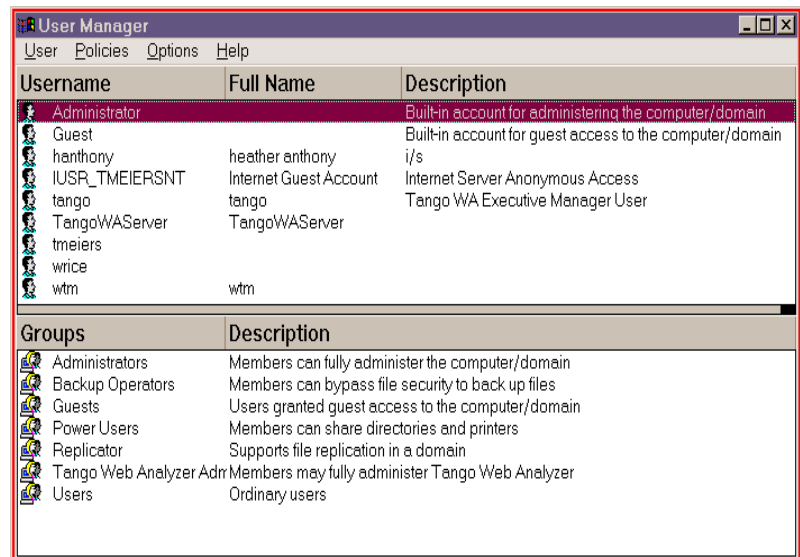 User Manager
User Policies Options Help
Username Full Name Description
Administrator Built-in account for administering the computer/domain
Guest Built-in account for guest access to the computer/domain
hanthony heather anthony i/s
IUSR_TMEIERSNT Internet Guest Account Internet Server Anonymous Access
tango tango Tango WA Executive Manager User
TangoWAServer TangoWAServer
tmeiers
wrice
wtm wtm
Groups Description
Administrators Members can fully administer the computer/domain
Backup Operators Members can bypass file security to back up files
Guests Users granted guest access to the computer/domain
Power Users Members can share directories and printers
Replicator Supports file replication in a domain
Tango Web Analyzer Adm Members may fully administer Tango Web Analyzer
Users Ordinary users